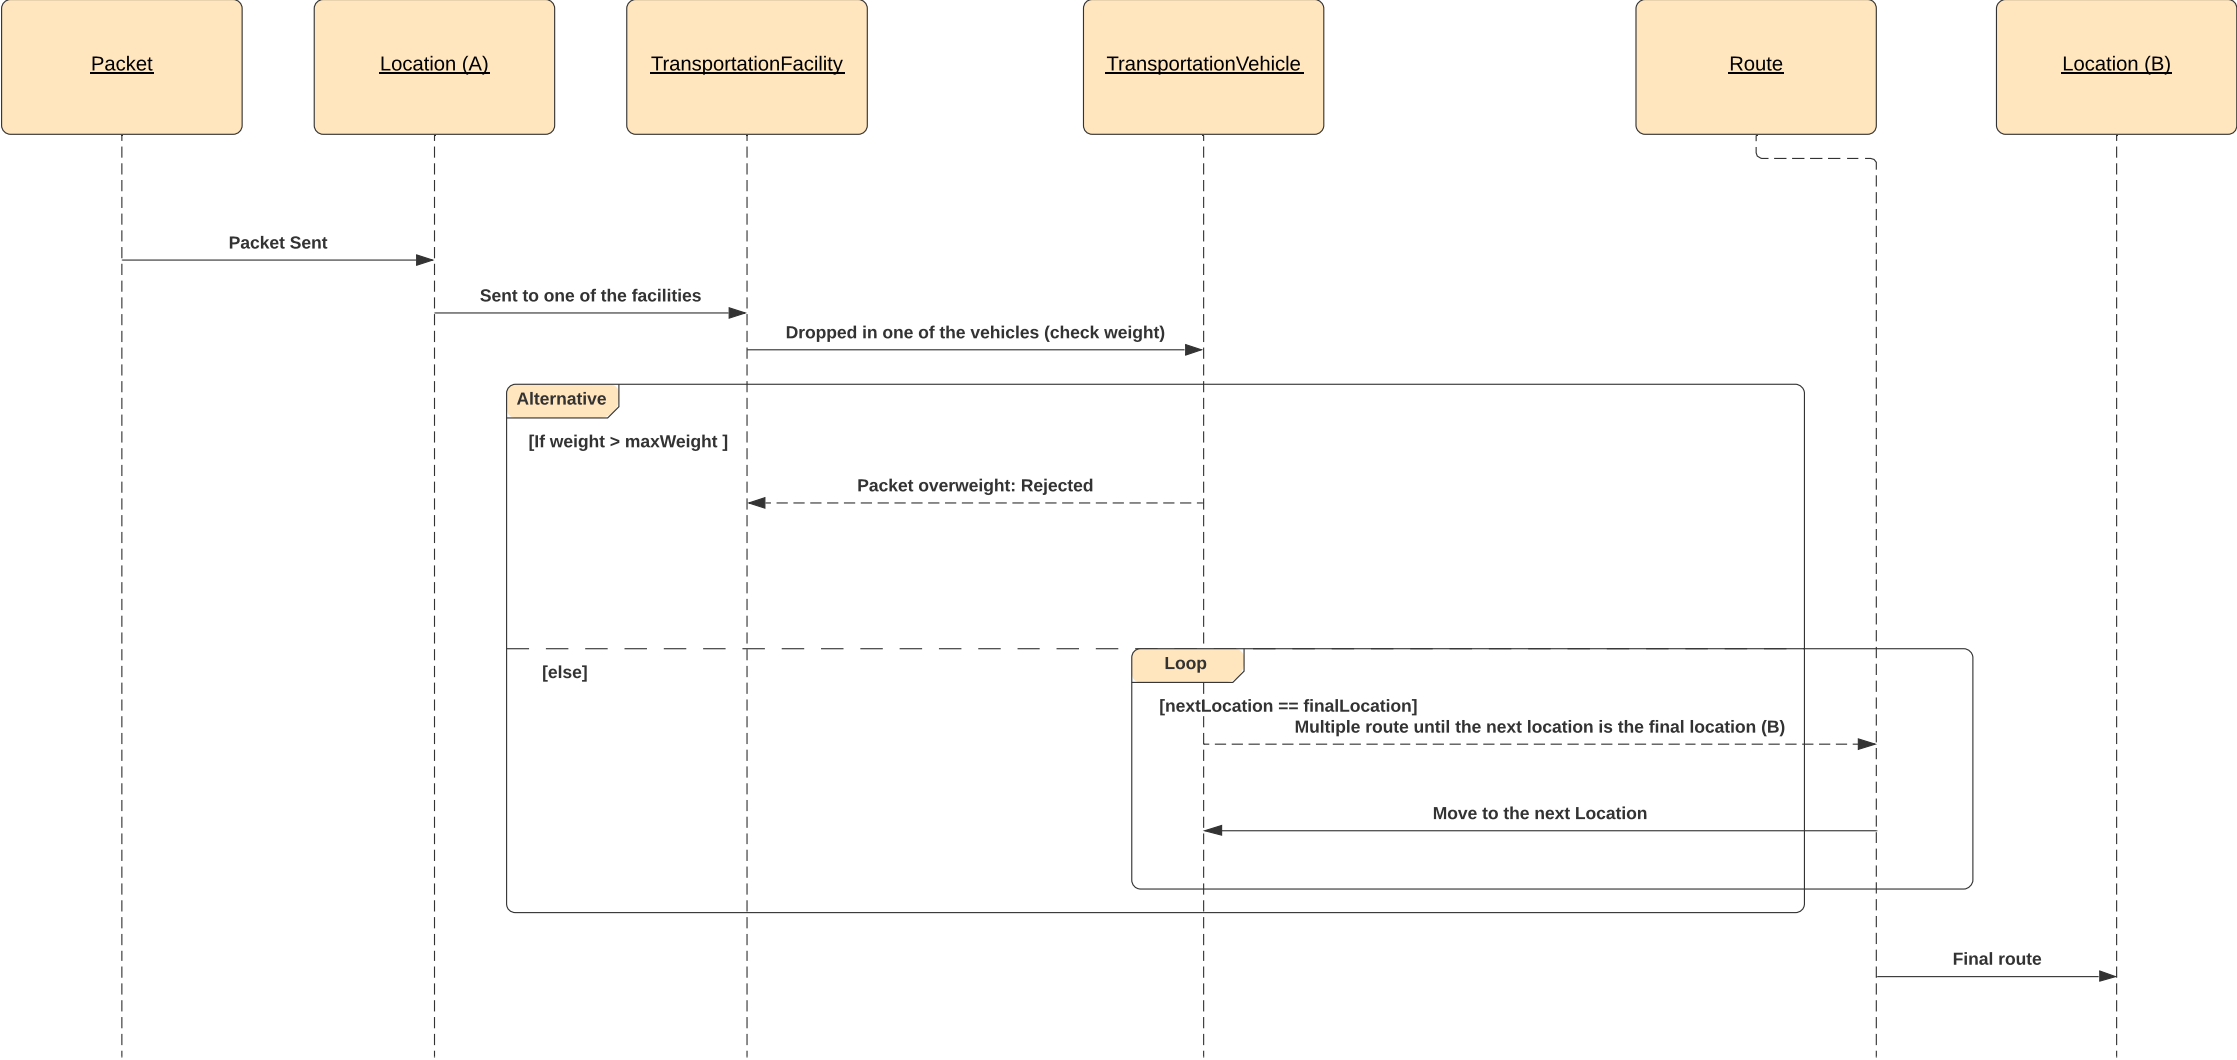 Packet
Location (A)
TransportationFacility
TransportationVehicle
Route
Location (B)
Packet Sent
Sent to one of the facilities
Dropped in one of the vehicles (check weight)
Alternative
[If weight > maxWeight ]
Packet overweight: Rejected
[else]
Loop
[nextLocation == finalLocation]
Multiple route until the next location is the final location (B)
Move to the next Location
Final route